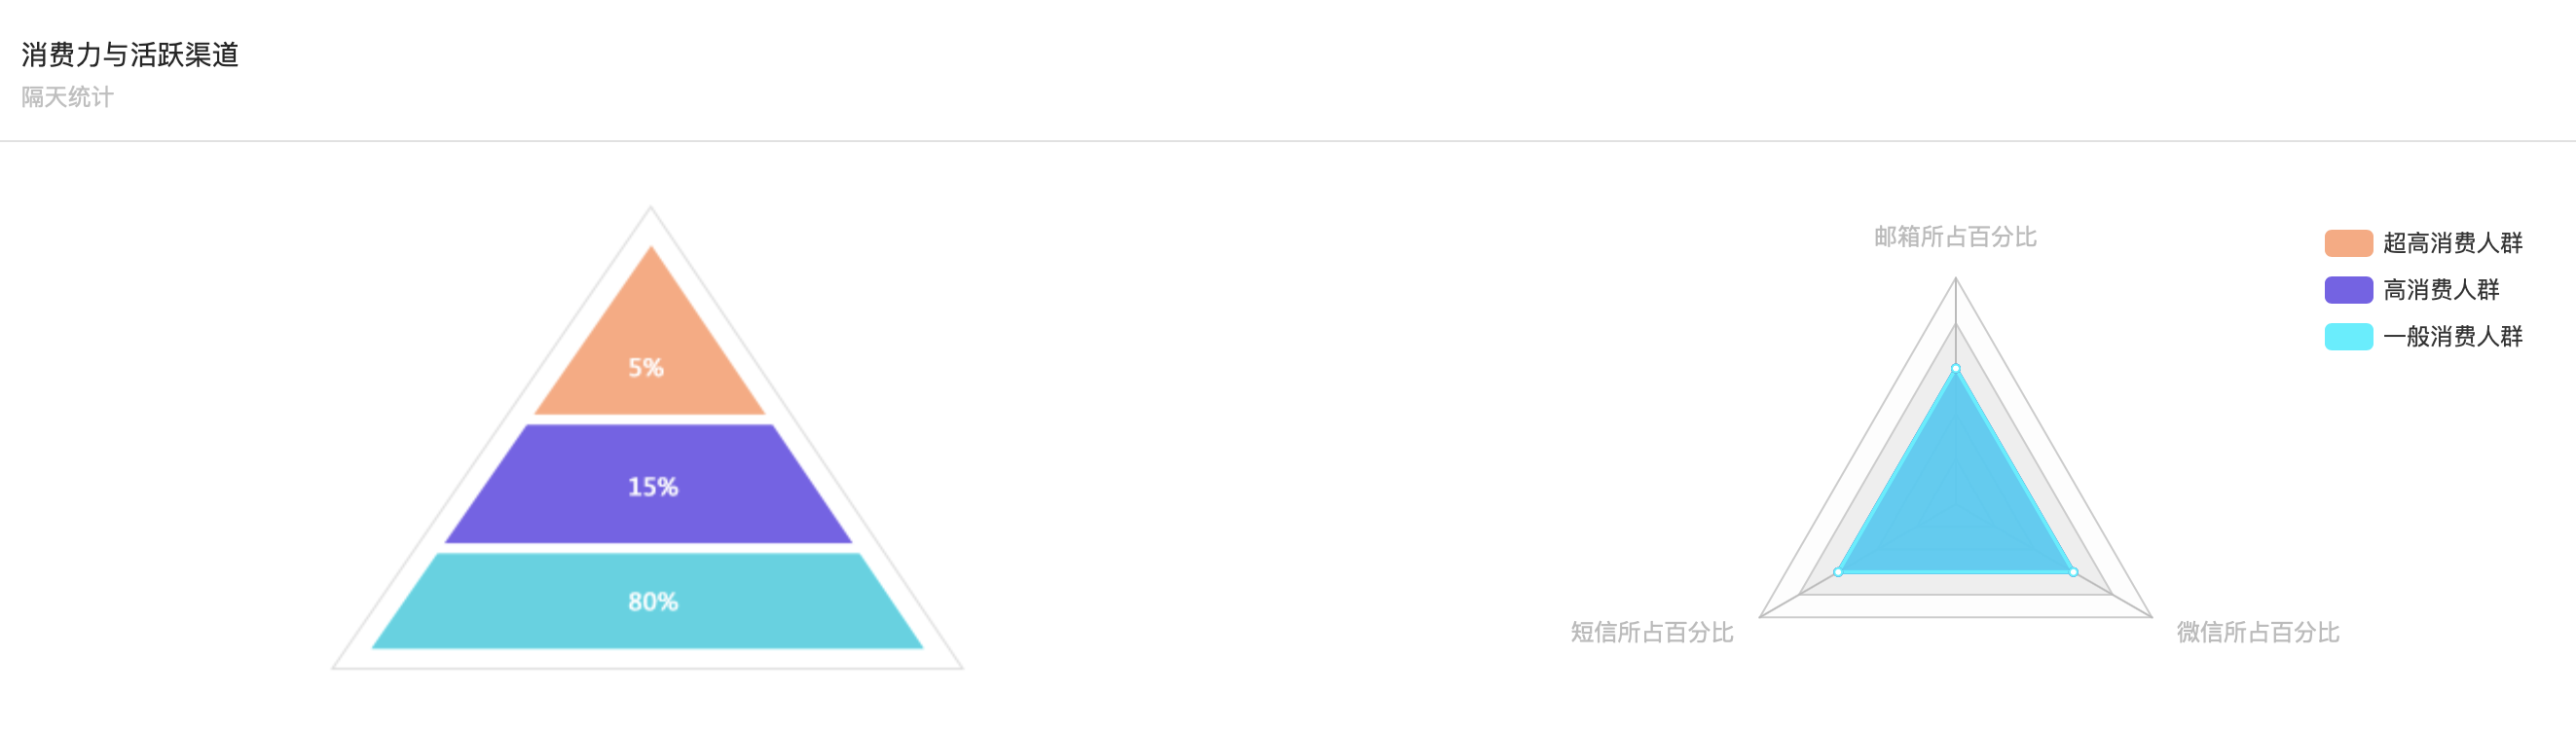 消费力与活跃渠道
隔天统计
5%
15%
80%
邮箱所占百分比
短信所占百分比
微信所占百分比
超高消费人群
高消费人群
一般消费人群